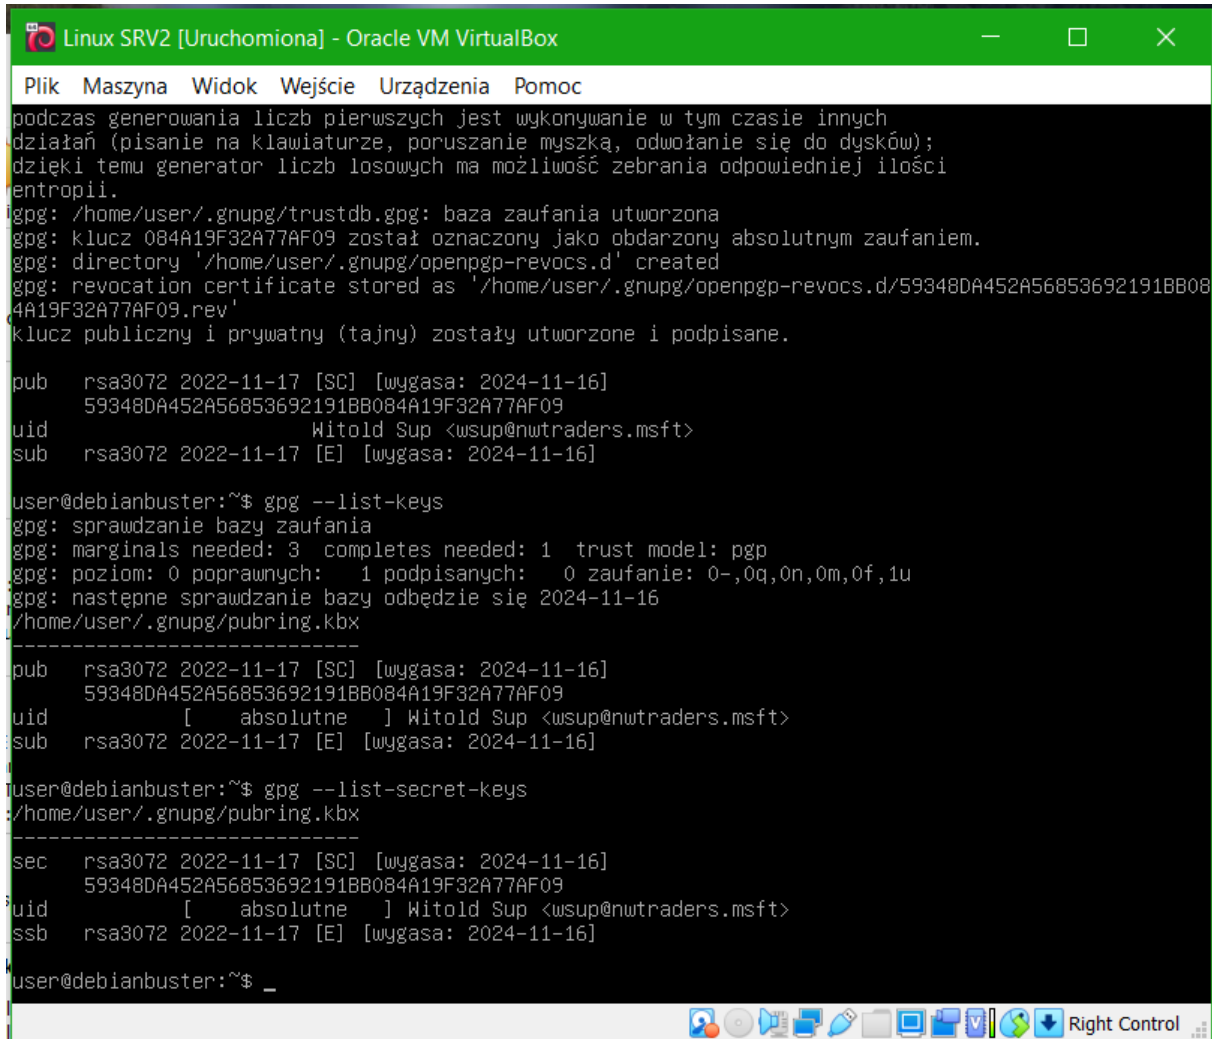 Linux SRV2 [Uruchomiona] - Oracle VM VirtualBox
Plik Maszyna Widok Wejście Urządzenia Pomoc
podczas generowania liczb pierwszych jest wykonywanie w tym czasie innych
działań (pisanie na klawiaturze, poruszanie myszką, odwołanie się do dysków);
dzięki temu generator liczb losowych ma możliwość zebrania odpowiedniej ilości
entropii.
gpg: /home/user/.gnupg/trustdb.gpg: baza zaufania utworzona
gpg: klucz 084A19F32A77AF09 został oznaczony jako obdarzony absolutnym zaufaniem.
gpg: directory '/home/user/.gnupg/openpgp-revocs.d' created
gpg: revocation certificate stored as '/home/user/.gnupg/openpgp-revocs.d/59348DA452A56853692191BB08
4A19F32A77AF09.rev'
klucz publiczny i prywatny (tajny) zostały utworzone i podpisane.
pub   rsa3072 2022-11-17 [SC] [wygasa: 2024-11-16]
      59348DA452A56853692191BB084A19F32A77AF09
uid                      Witold Sup <wsup@nwtraders.msft>
sub   rsa3072 2022-11-17 [E] [wygasa: 2024-11-16]
user@debianbuster:~$ gpg --list-keys
gpg: sprawdzanie bazy zaufania
gpg: marginals needed: 3  completes needed: 1  trust model: pgp
gpg: poziom: 0 poprawnych:   1 podpisanych:   0 zaufanie: 0-,0q,0n,0m,0f,1u
gpg: następne sprawdzanie bazy odbędzie się 2024-11-16
/home/user/.gnupg/pubring.kbx
-----------------------------
pub   rsa3072 2022-11-17 [SC] [wygasa: 2024-11-16]
      59348DA452A56853692191BB084A19F32A77AF09
uid           [    absolutne   ] Witold Sup <wsup@nwtraders.msft>
sub   rsa3072 2022-11-17 [E] [wygasa: 2024-11-16]
user@debianbuster:~$ gpg --list-secret-keys
/home/user/.gnupg/pubring.kbx
-----------------------------
sec   rsa3072 2022-11-17 [SC] [wygasa: 2024-11-16]
      59348DA452A56853692191BB084A19F32A77AF09
uid           [    absolutne   ] Witold Sup <wsup@nwtraders.msft>
ssb   rsa3072 2022-11-17 [E] [wygasa: 2024-11-16]
user@debianbuster:~$ _
Right Control